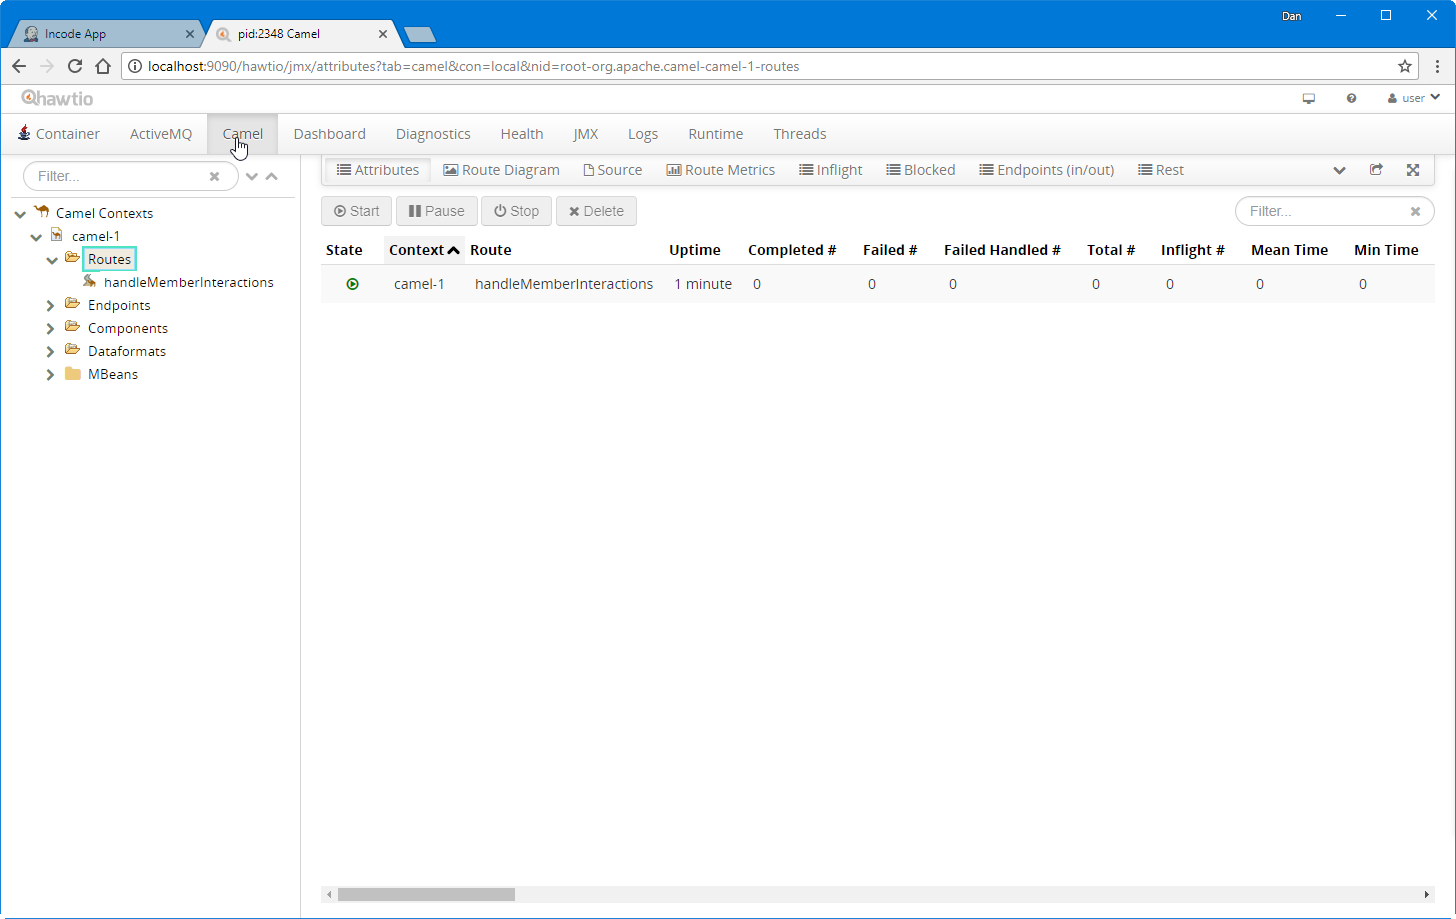 Dan
Incode App
pid:2348 Camel
localhost:9090/hawtio/jmx/attributes?tab=camel&con=local&nid=root-org.apache.camel-camel-1-routes
hawtio
user
Container ActiveMQ Camel Dashboard Diagnostics Health JMX Logs Runtime Threads
Filter...
Attributes Route Diagram Source Route Metrics Inflight Blocked Endpoints (in/out) Rest
Start Pause Stop Delete
Filter...
Camel Contexts
camel-1
Routes
handleMemberInteractions
Endpoints
Components
Dataformats
MBeans
State Context Route Uptime Completed # Failed # Failed Handled # Total # Inflight # Mean Time Min Time
camel-1 handleMemberInteractions 1 minute 0 0 0 0 0 0 0